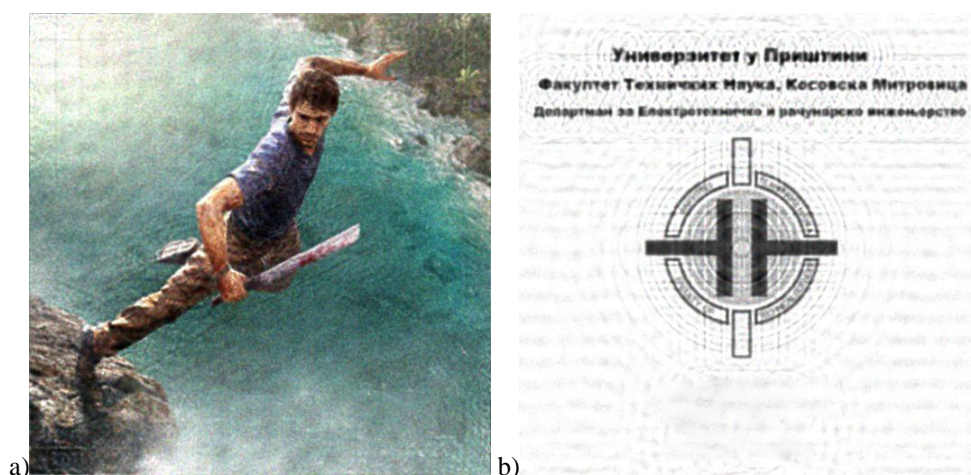 Универзитет у Приштини
Факултет Техничких Наука, Косовска Митровица
Департман за Електротехничко и рачунарско инжењерство
a)
b)